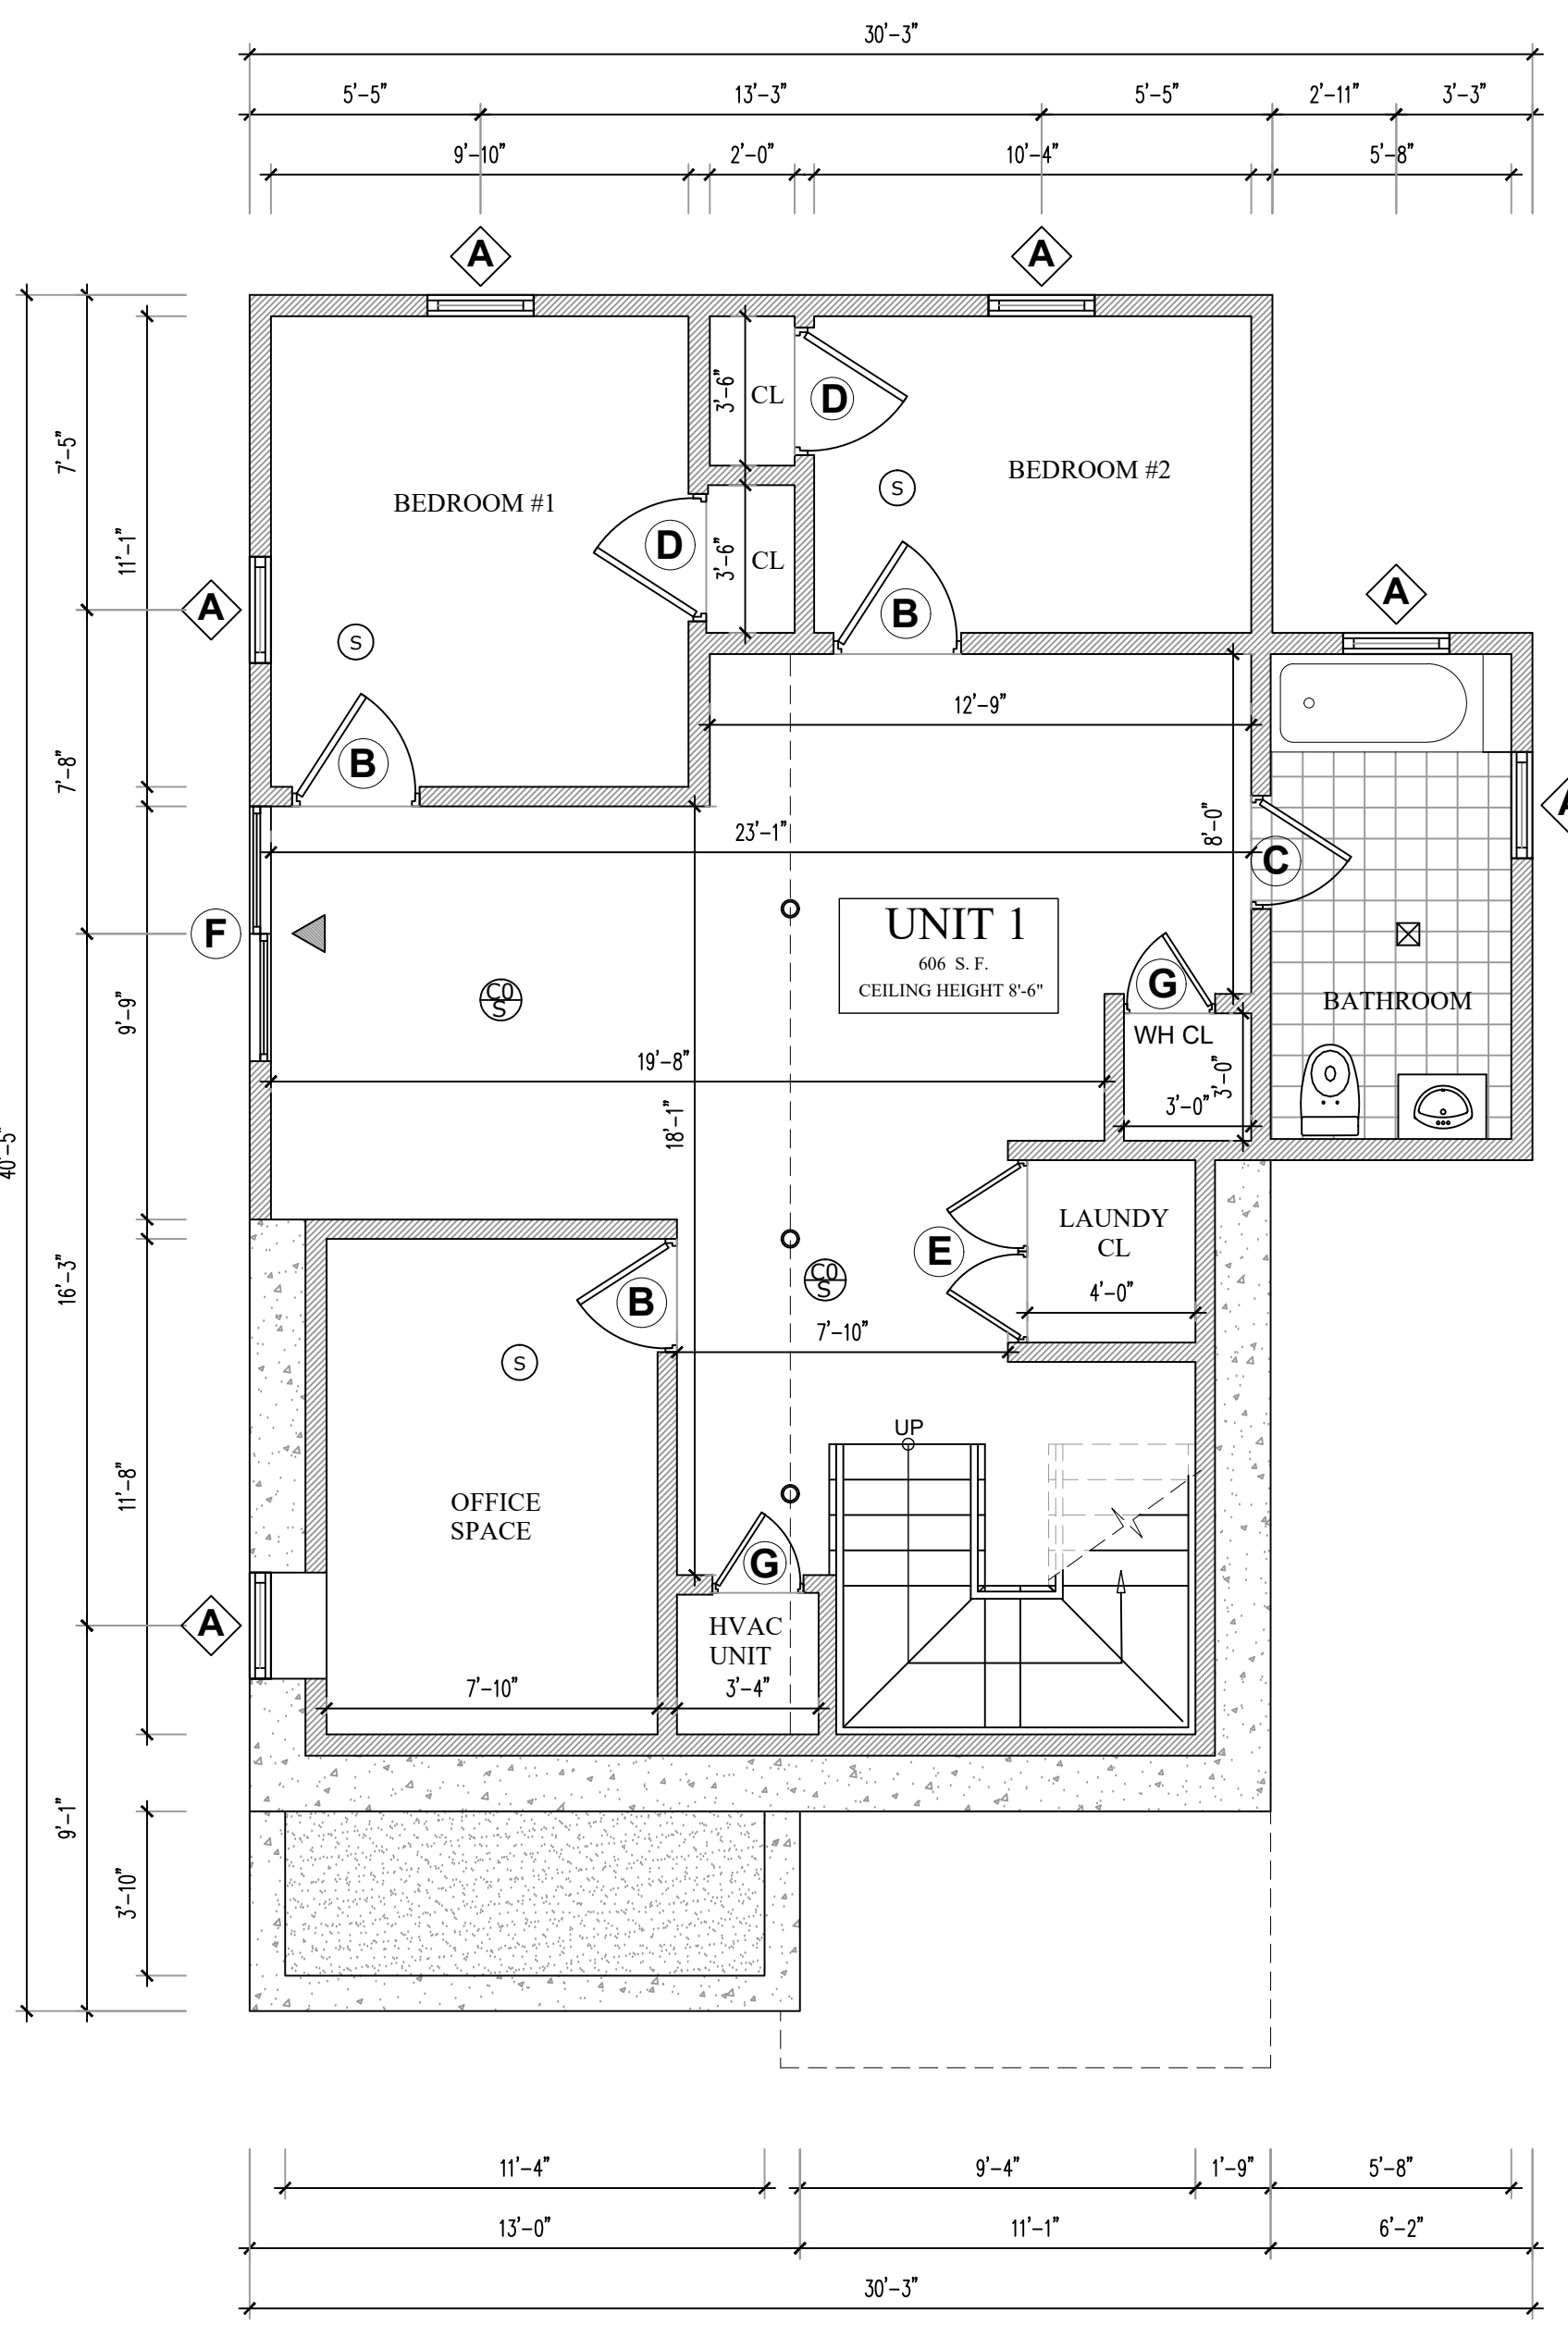 30'-3"
5'-5" 13'-3" 5'-5" 2'-11" 3'-3"
9'-10" 2'-0" 10'-4" 5'-8"
A A
3'-6" CL D
7'-5"
BEDROOM #2
S
BEDROOM #1
11'-1"
D 3'-6" CL
A A
B
S
12'-9"
B
7'-8"
23'-1" 8'-0"
C
F
UNIT 1
606 S. F.
CEILING HEIGHT 8'-6"
G
C0
S
BATHROOM
9'-9"
WH CL
19'-8"
3'-0" 3'-0"
18'-1"
40'-5"
LAUNDY
CL
E
16'-3"
C0
S
B
4'-0"
7'-10"
S
UP
11'-8"
OFFICE
SPACE
G
A
HVAC
UNIT
7'-10" 3'-4"
9'-1"
3'-10"
11'-4" 9'-4" 1'-9" 5'-8"
13'-0" 11'-1" 6'-2"
30'-3"